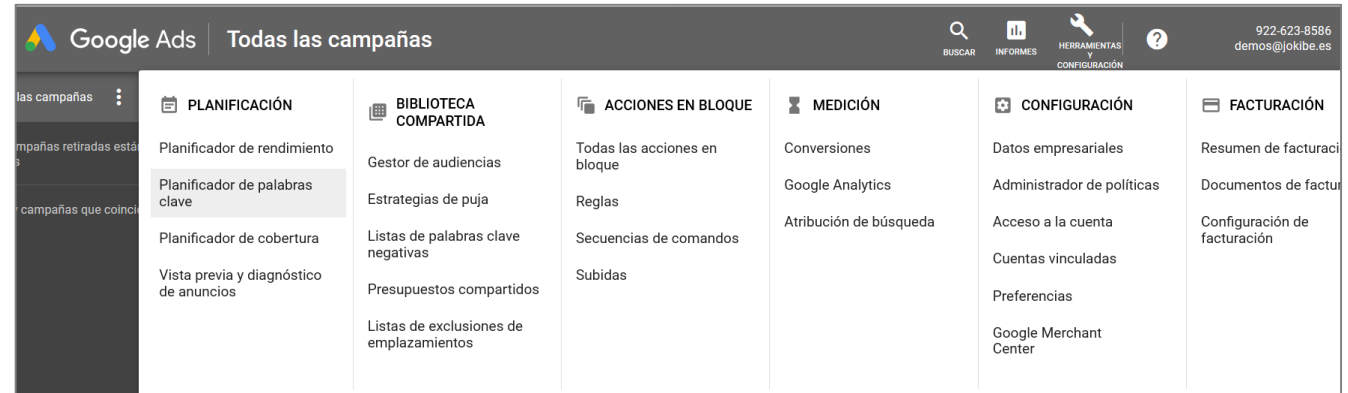 Google Ads
Todas las campañas
BUSCAR
INFORMES
HERRAMIENTAS
Y
CONFIGURACIÓN
?
922-623-8586
demos@jokibe.es
las campañas
mpañas retiradas está
s
campañas que coinci
PLANIFICACIÓN
Planificador de rendimiento
Planificador de palabras
clave
Planificador de cobertura
Vista previa y diagnóstico
de anuncios
BIBLIOTECA
COMPARTIDA
Gestor de audiencias
Estrategias de puja
Listas de palabras clave
negativas
Presupuestos compartidos
Listas de exclusiones de
emplazamientos
ACCIONES EN BLOQUE
Todas las acciones en
bloque
Reglas
Secuencias de comandos
Subidas
MEDICIÓN
Conversiones
Google Analytics
Atribución de búsqueda
CONFIGURACIÓN
Datos empresariales
Administrador de políticas
Acceso a la cuenta
Cuentas vinculadas
Preferencias
Google Merchant
Center
FACTURACIÓN
Resumen de facturaci
Documentos de factur
Configuración de
facturación